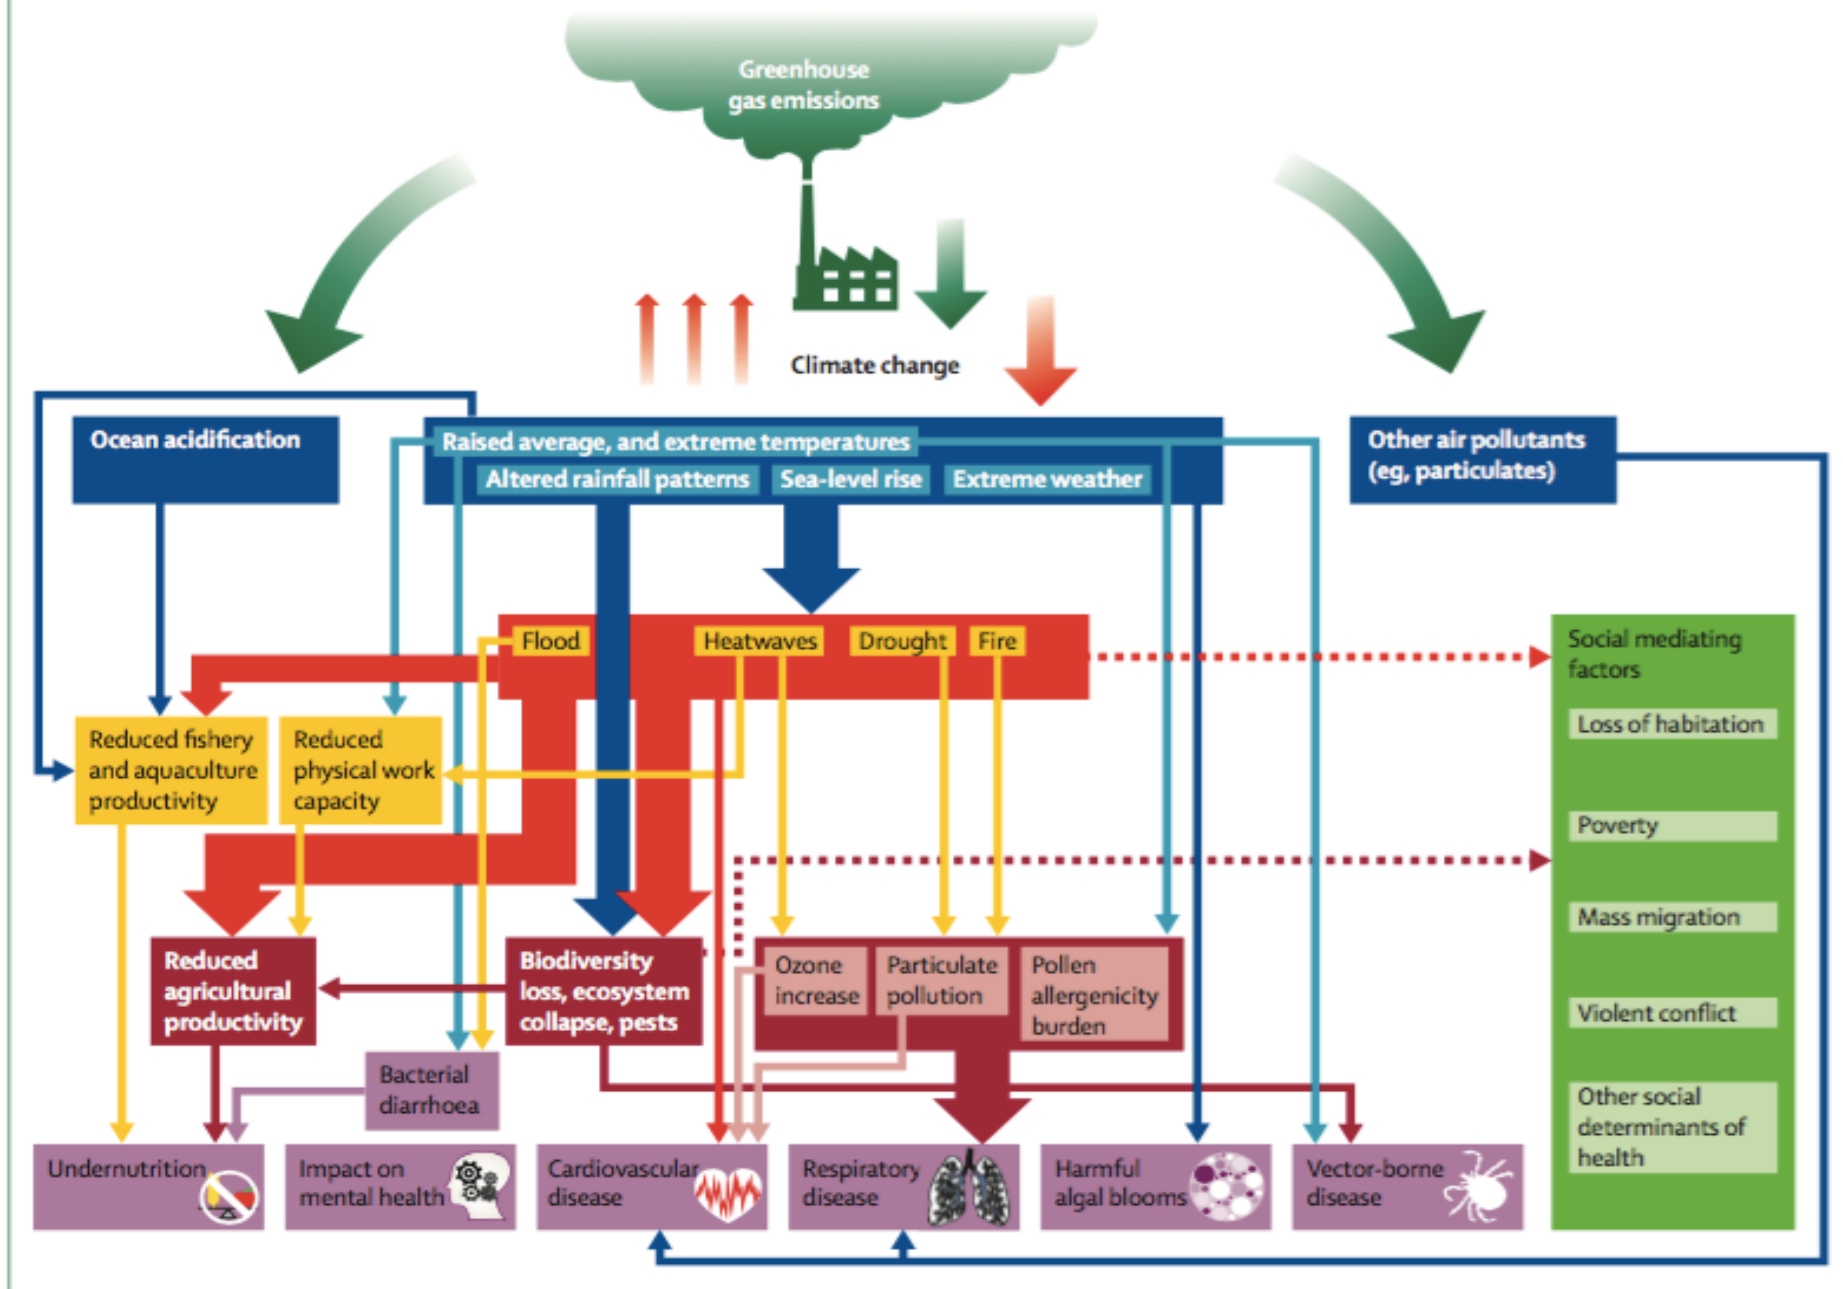 Greenhouse
gas emissions
Climate change
Ocean acidification
Raised average, and extreme temperatures
Altered rainfall patterns
Sea-level rise
Extreme weather
Other air pollutants
(eg, particulates)
Flood
Heatwaves
Drought
Fire
Social mediating
factors
Loss of habitation
Poverty
Mass migration
Violent conflict
Other social
determinants of
health
Reduced fishery
and aquaculture
productivity
Reduced
physical work
capacity
Reduced
agricultural
productivity
Biodiversity
loss, ecosystem
collapse, pests
Ozone
increase
Particulate
pollution
Pollen
allergenicity
burden
Bacterial
diarrhoea
Undernutrition
Impact on
mental health
Cardiovascular
disease
Respiratory
disease
Harmful
algal blooms
Vector-borne
disease